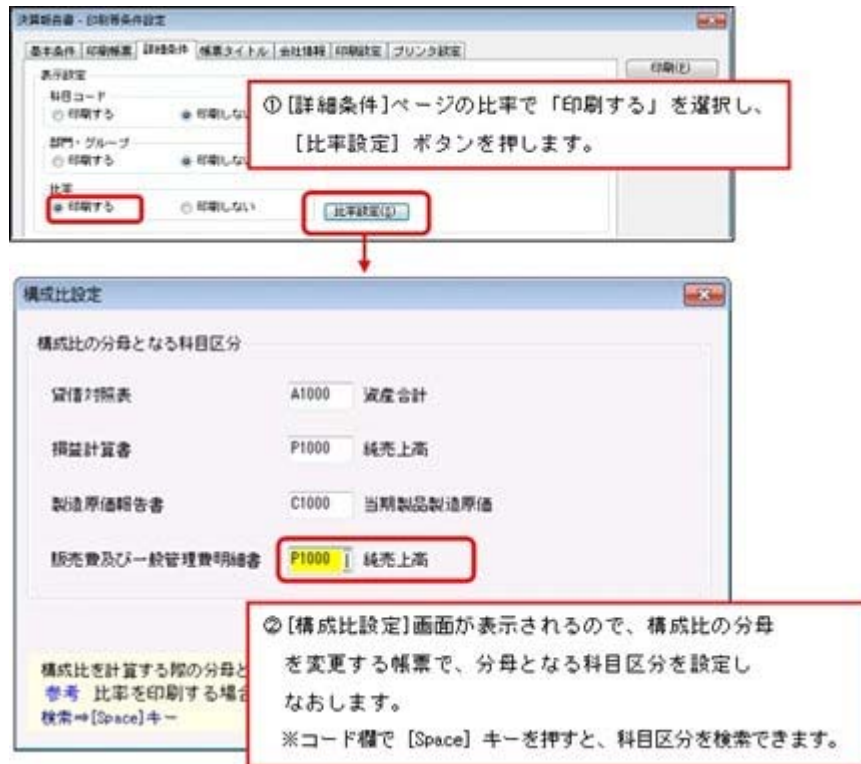 決算報告書 - 印刷等条件設定
基本条件 印刷帳票 詳細条件 帳票タイトル 会社情報 印刷設定 プリンタ設定
印刷(P)
表示設定
科目コード
印刷する 印刷しない
部門・グループ
印刷する 印刷しない
比率
印刷する 印刷しない 比率設定(S)
①[詳細条件]ページの比率で「印刷する」を選択し、
[比率設定] ボタンを押します。
構成比設定
構成比の分母となる科目区分
貸借対照表 A1000 資産合計
損益計算書 P1000 純売上高
製造原価報告書 C1000 当期製品製造原価
販売費及び一般管理費明細書 P1000 純売上高
構成比を計算する際の分母と
参考 比率を印刷する場合
検索⇒[Space]キー
②[構成比設定]画面が表示されるので、構成比の分母
を変更する帳票で、分母となる科目区分を設定し
なおします。
※コード欄で [Space] キーを押すと、科目区分を検索できます。